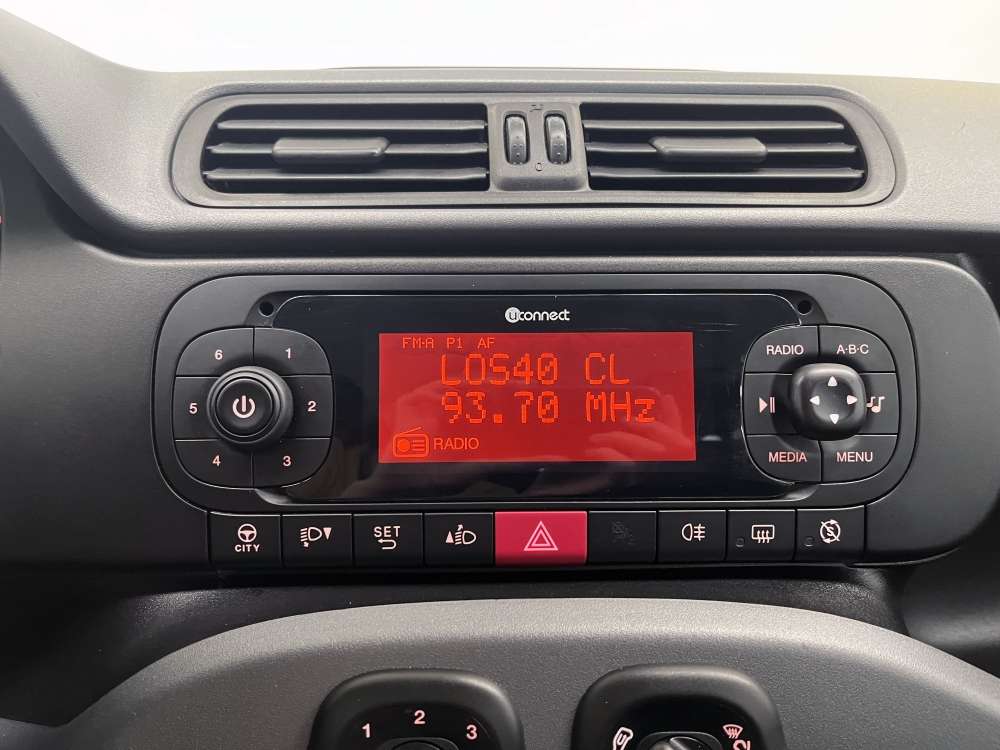 0
uconnect
FM-A P1 AF
LOS40 CL
93.70 MHz
RADIO
6 1
5 2
4 3
RADIO A·B·C
MEDIA MENU
CITY
SET
1 2 3